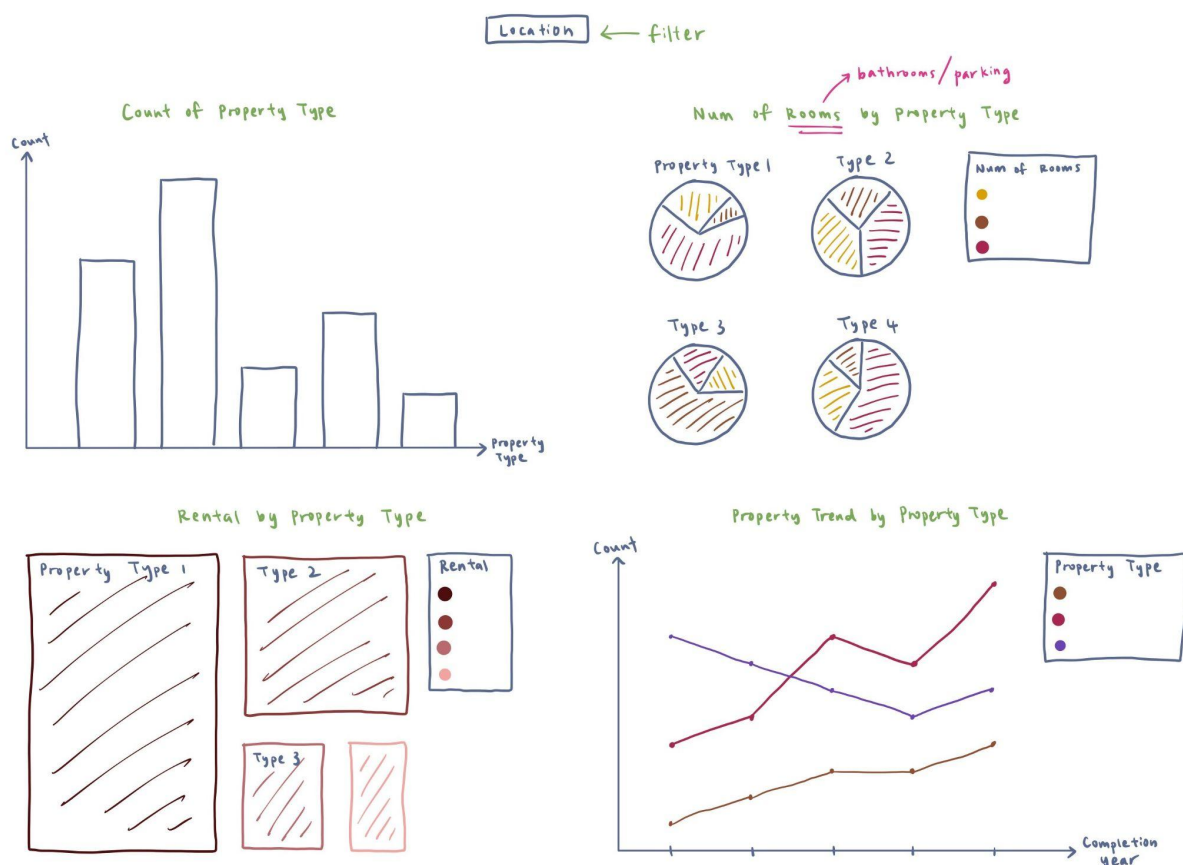 Location
filter
bathrooms/parking
Count of Property Type
Num of Rooms by Property Type
Count
Property
Type
Property Type 1
Type 2
Type 3
Type 4
Num of Rooms
Rental by Property Type
Property Type 1
Type 2
Type 3
Rental
Property Trend by Property Type
Count
Completion
year
Property Type